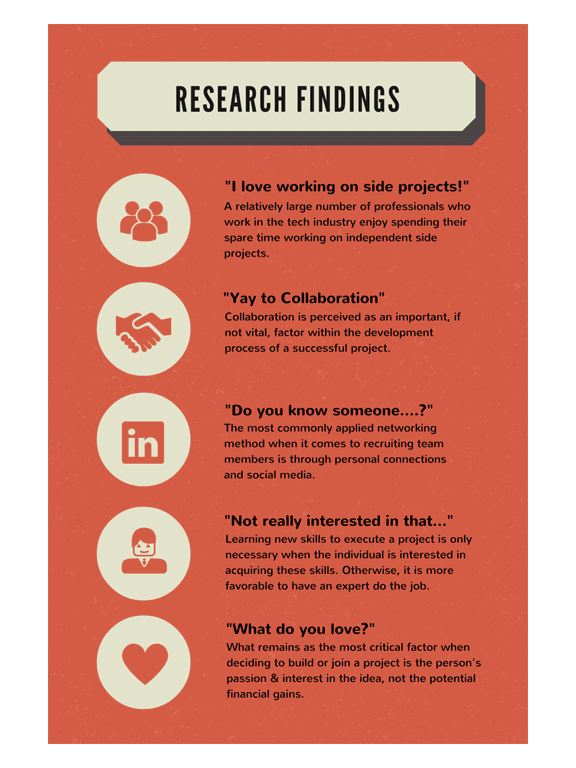 RESEARCH FINDINGS
"I love working on side projects!"
A relatively large number of professionals who
work in the tech industry enjoy spending their
spare time working on independent side
projects.
"Yay to Collaboration"
Collaboration is perceived as an important, if
not vital, factor within the development
process of a successful project.
in
"Do you know someone....?"
The most commonly applied networking
method when it comes to recruiting team
members is through personal connections
and social media.
"Not really interested in that..."
Learning new skills to execute a project is only
necessary when the individual is interested in
acquiring these skills. Otherwise, it is more
favorable to have an expert do the job.
"What do you love?"
What remains as the most critical factor when
deciding to build or join a project is the person's
passion & interest in the idea, not the potential
financial gains.